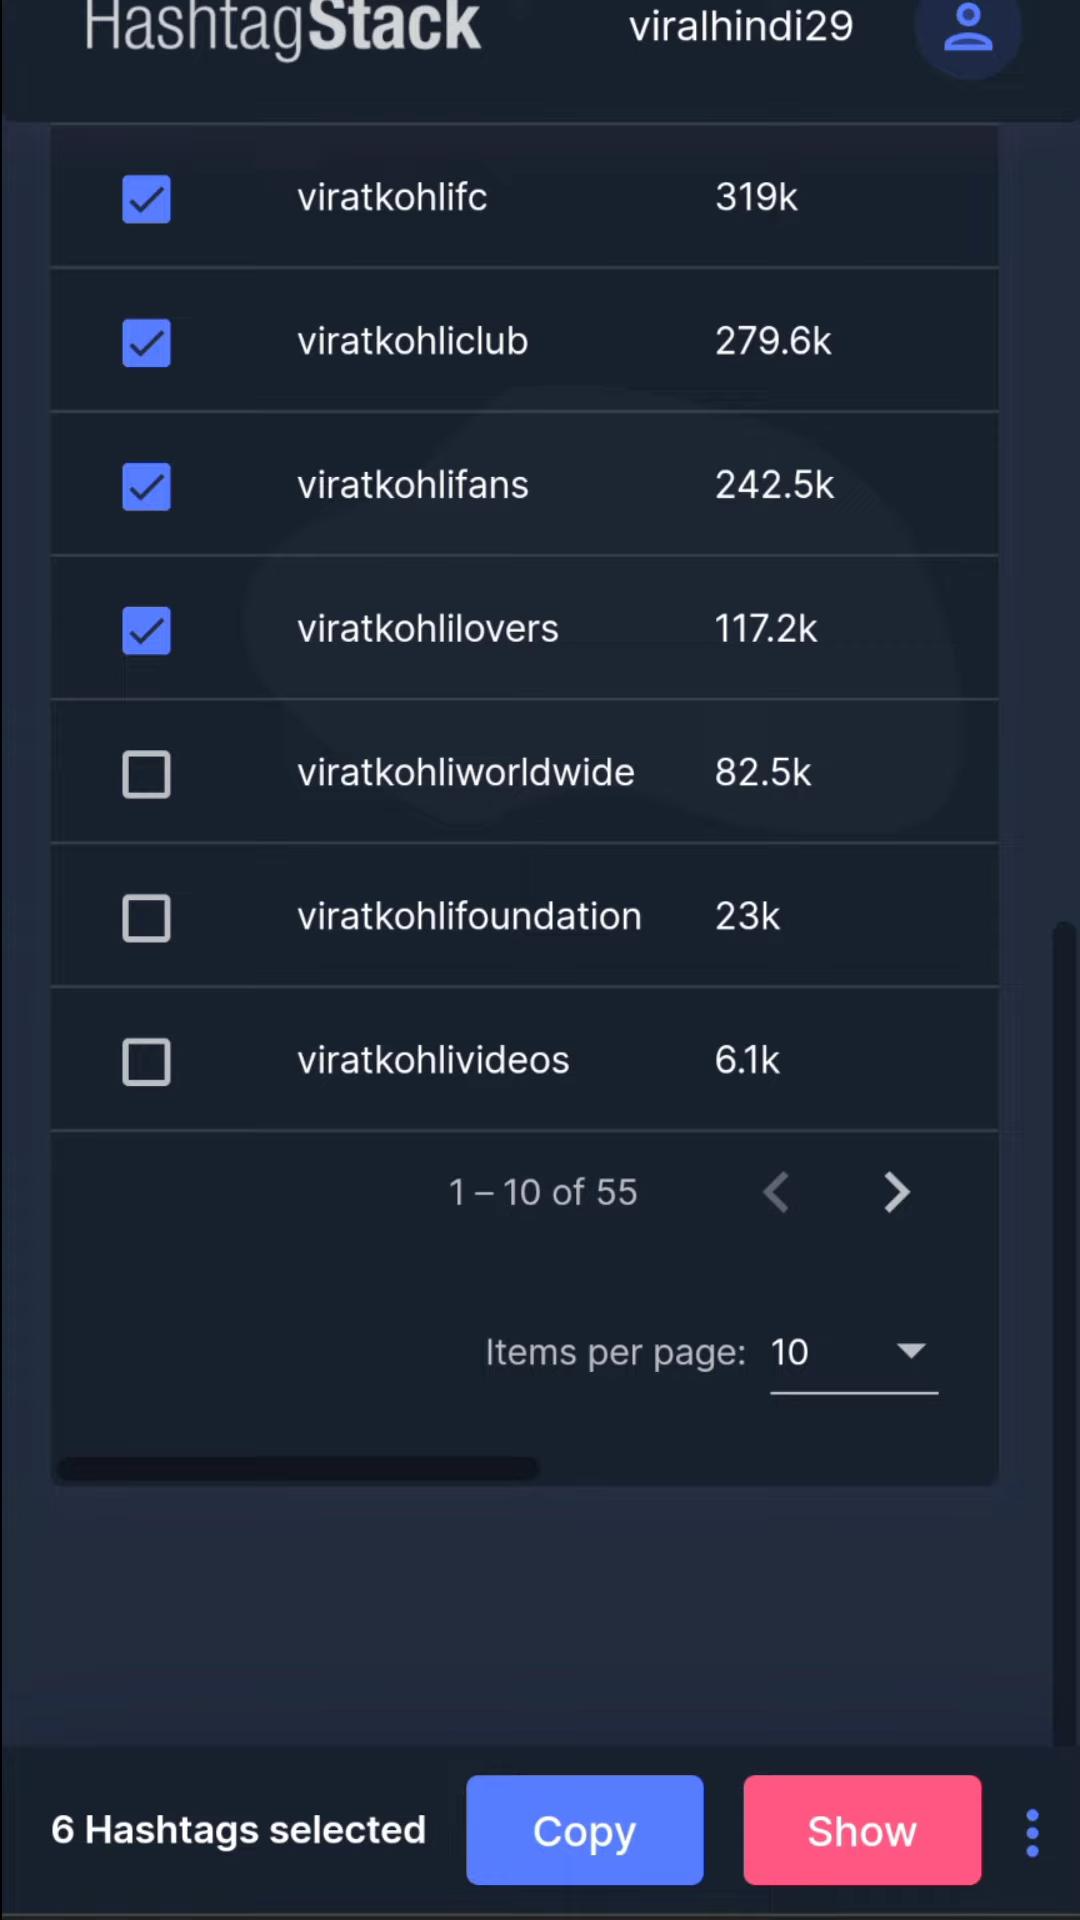 HashtagStack viralhindi29
viratkohlifc 319k
viratkohliclub 279.6k
viratkohlifans 242.5k
viratkohlilovers 117.2k
viratkohliworldwide 82.5k
viratkohlifoundation 23k
viratkohlivideos 6.1k
1 – 10 of 55
Items per page: 10
6 Hashtags selected Copy Show